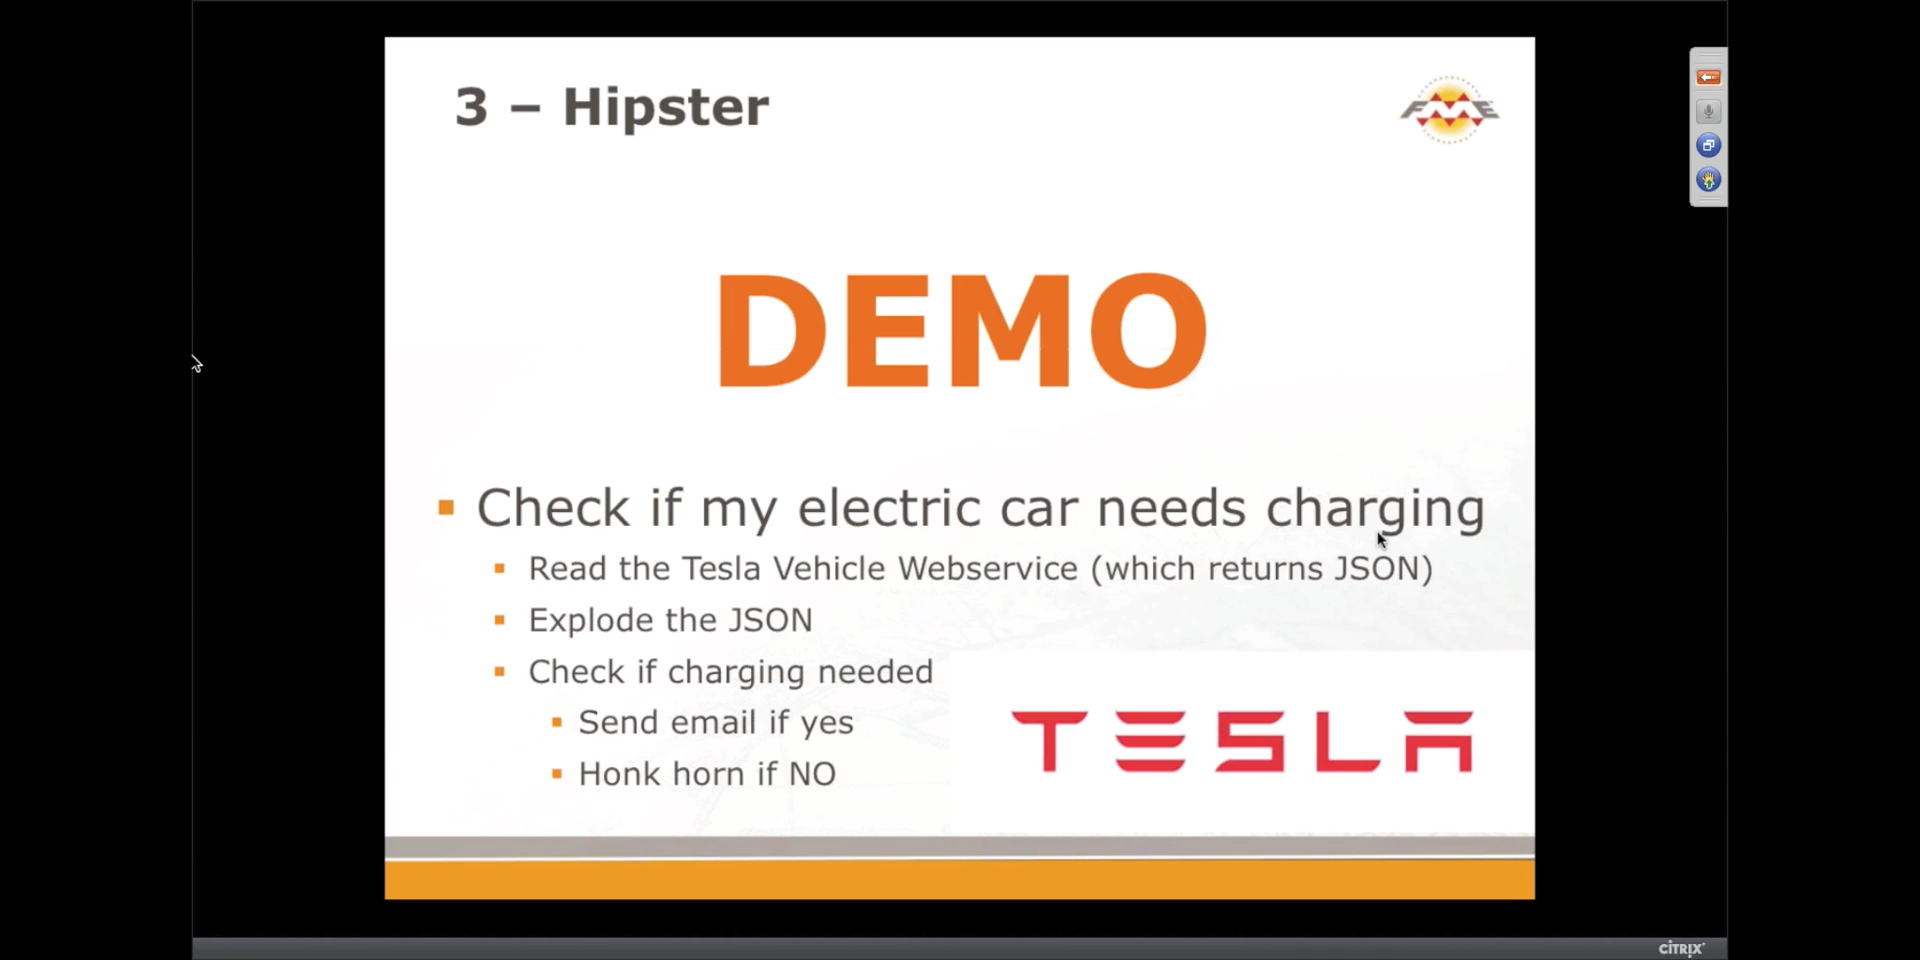 3 – Hipster
FME
DEMO
Check if my electric car needs charging
Read the Tesla Vehicle Webservice (which returns JSON)
Explode the JSON
Check if charging needed
Send email if yes
Honk horn if NO
TESLA
CITRIX